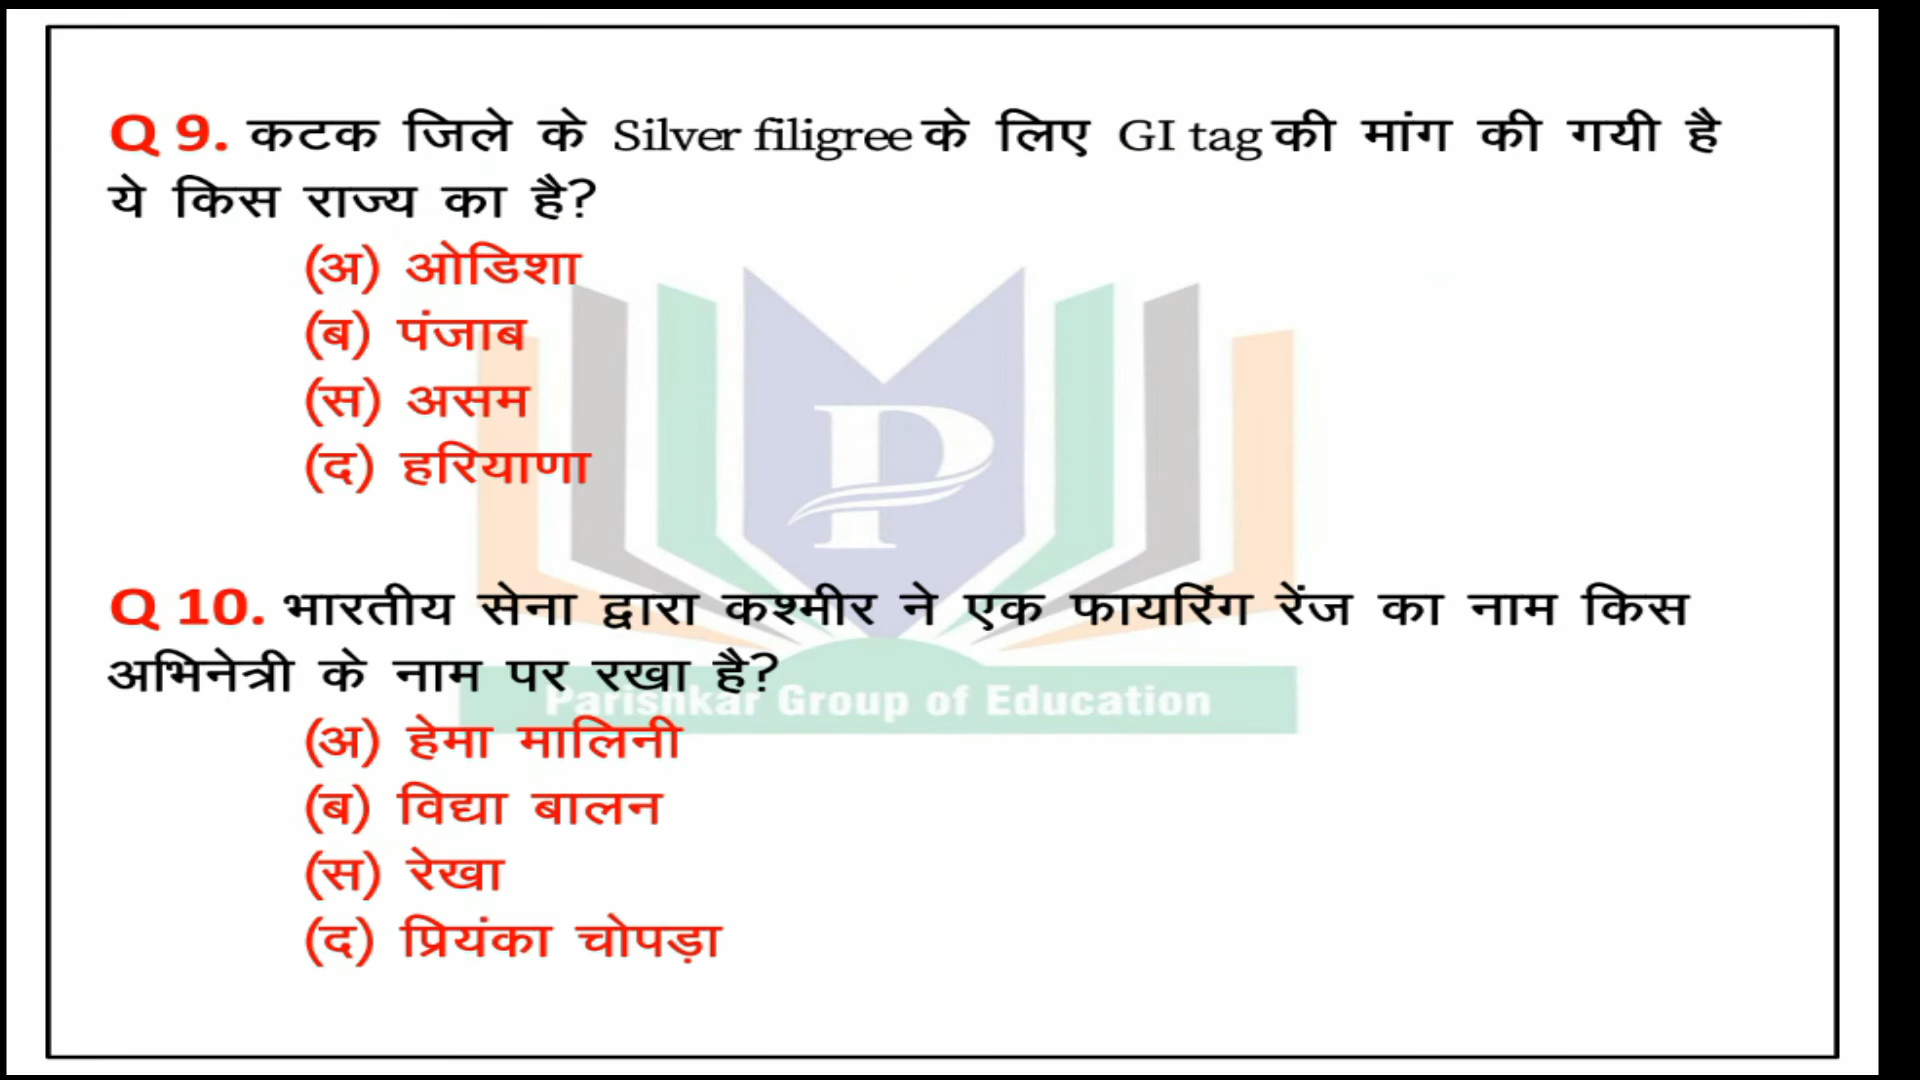 Q 9. कटक जिले के Silver filigree के लिए GI tag की मांग की गयी है
ये किस राज्य का है?
(अ) ओडिशा
(ब) पंजाब
(स) असम
(द) हरियाणा
P
Q 10. भारतीय सेना द्वारा कश्मीर ने एक फायरिंग रेंज का नाम किस
अभिनेत्री के नाम पर रखा है?
Parishkar Group of Education
(अ) हेमा मालिनी
(ब) विद्या बालन
(स) रेखा
(द) प्रियंका चोपड़ा